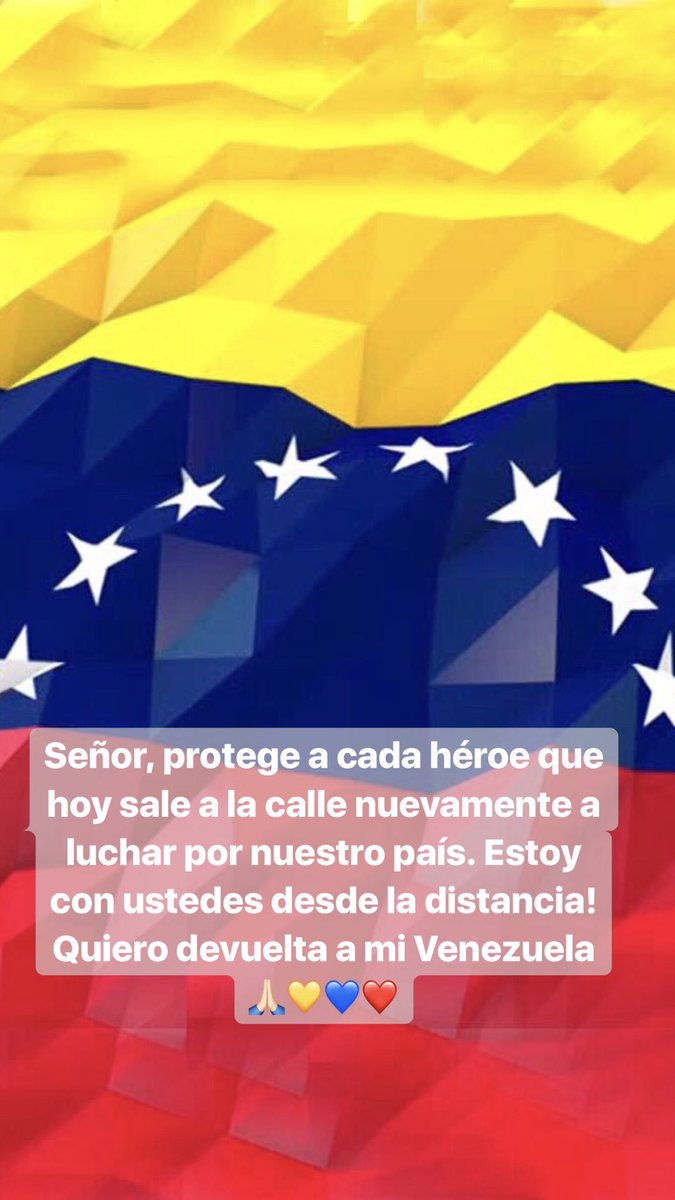 Señor, protege a cada héroe que
hoy sale a la calle nuevamente a
luchar por nuestro país. Estoy
con ustedes desde la distancia!
Quiero devuelta a mi Venezuela
🙏🏻💛💙❤️